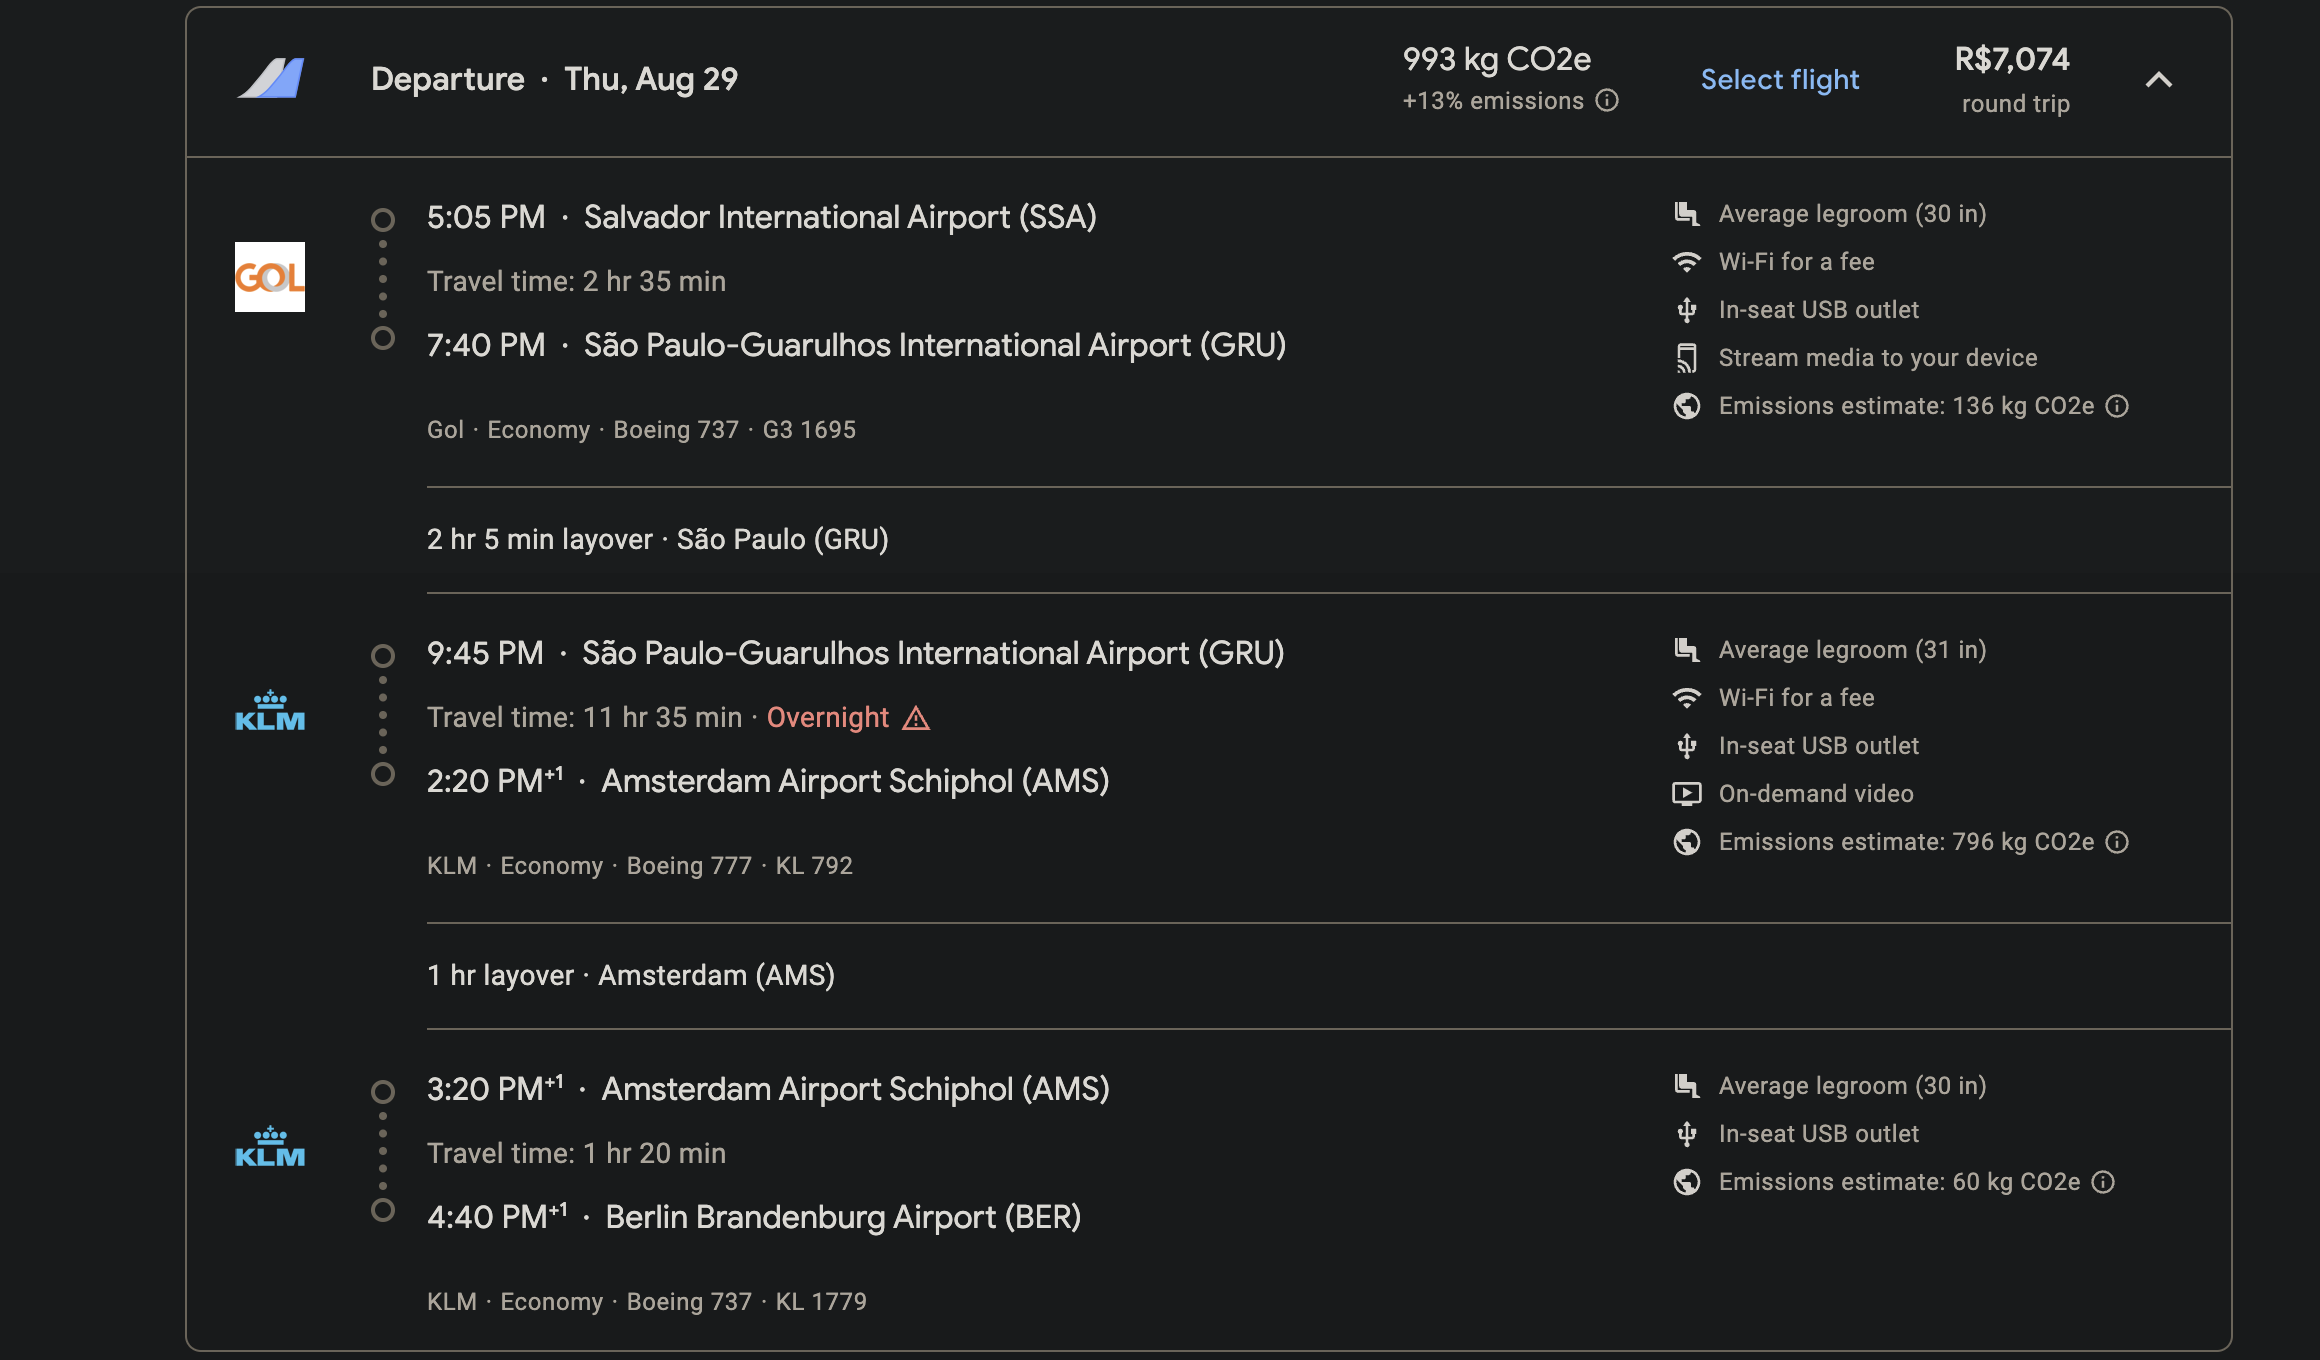 Departure · Thu, Aug 29
993 kg CO2e
+13% emissions
Select flight
R$7,074
round trip
GOL
5:05 PM · Salvador International Airport (SSA)
Travel time: 2 hr 35 min
7:40 PM · São Paulo-Guarulhos International Airport (GRU)
Gol · Economy · Boeing 737 · G3 1695
Average legroom (30 in)
Wi-Fi for a fee
In-seat USB outlet
Stream media to your device
Emissions estimate: 136 kg CO2e
2 hr 5 min layover · São Paulo (GRU)
KLM
9:45 PM · São Paulo-Guarulhos International Airport (GRU)
Travel time: 11 hr 35 min · Overnight
2:20 PM+1 · Amsterdam Airport Schiphol (AMS)
KLM · Economy · Boeing 777 · KL 792
Average legroom (31 in)
Wi-Fi for a fee
In-seat USB outlet
On-demand video
Emissions estimate: 796 kg CO2e
1 hr layover · Amsterdam (AMS)
KLM
3:20 PM+1 · Amsterdam Airport Schiphol (AMS)
Travel time: 1 hr 20 min
4:40 PM+1 · Berlin Brandenburg Airport (BER)
KLM · Economy · Boeing 737 · KL 1779
Average legroom (30 in)
In-seat USB outlet
Emissions estimate: 60 kg CO2e